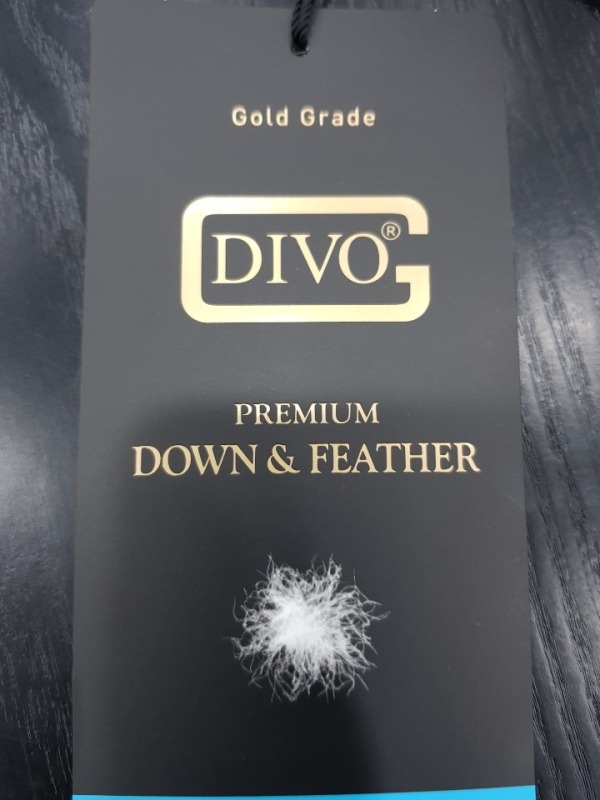 Gold Grade
DIVO®
PREMIUM
DOWN & FEATHER